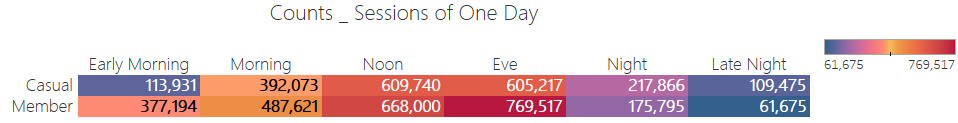 Counts _ Sessions of One Day
Early Morning Morning Noon Eve Night Late Night
Casual 113,931 392,073 609,740 605,217 217,866 109,475
Member 377,194 487,621 668,000 769,517 175,795 61,675
61,675 769,517